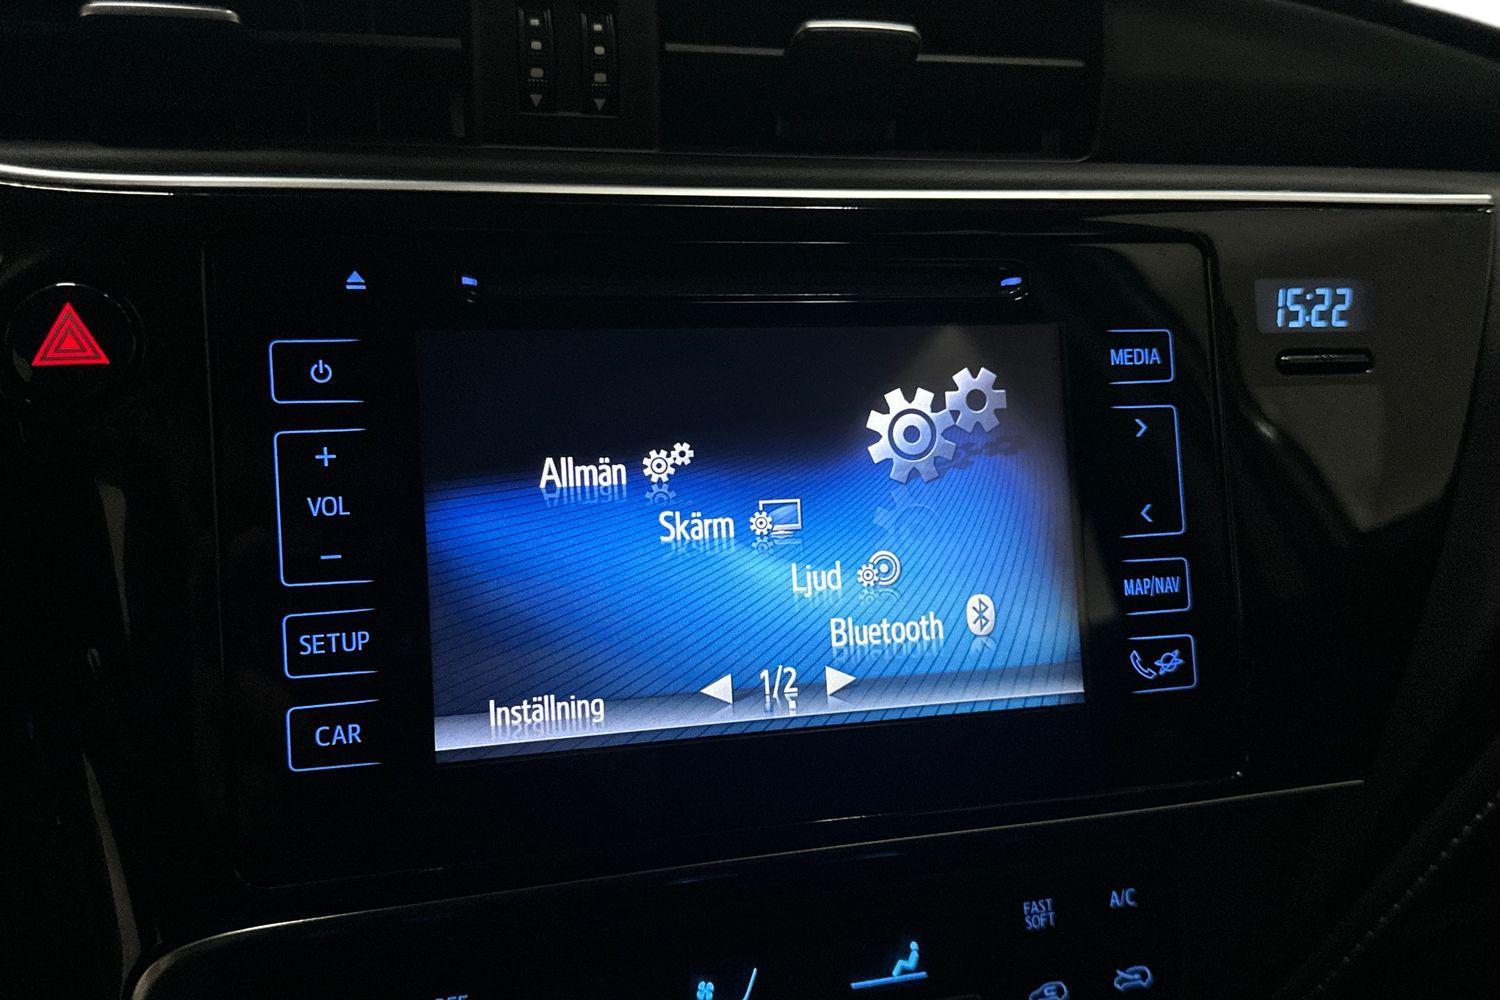 15:22
MEDIA
+
VOL
−
SETUP
CAR
MAP/NAV
Allmän
Skärm
Ljud
Bluetooth
Inställning
1/2
FAST
SOFT
A/C